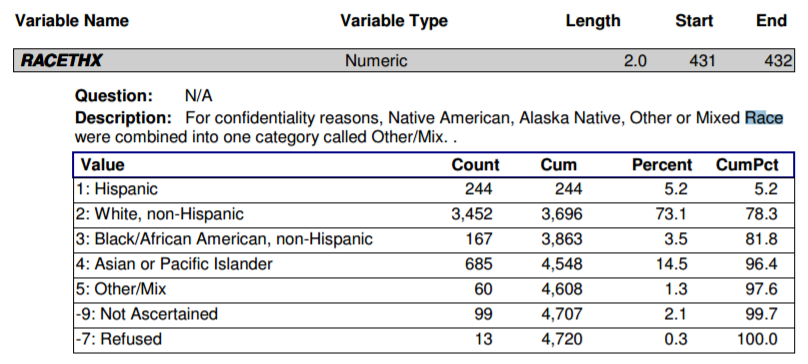 Variable Name Variable Type Length Start End
RACETHX Numeric 2.0 431 432
Question: N/A
Description: For confidentiality reasons, Native American, Alaska Native, Other or Mixed Race
were combined into one category called Other/Mix. .
Value Count Cum Percent CumPct
1: Hispanic 244 244 5.2 5.2
2: White, non-Hispanic 3,452 3,696 73.1 78.3
3: Black/African American, non-Hispanic 167 3,863 3.5 81.8
4: Asian or Pacific Islander 685 4,548 14.5 96.4
5: Other/Mix 60 4,608 1.3 97.6
-9: Not Ascertained 99 4,707 2.1 99.7
-7: Refused 13 4,720 0.3 100.0